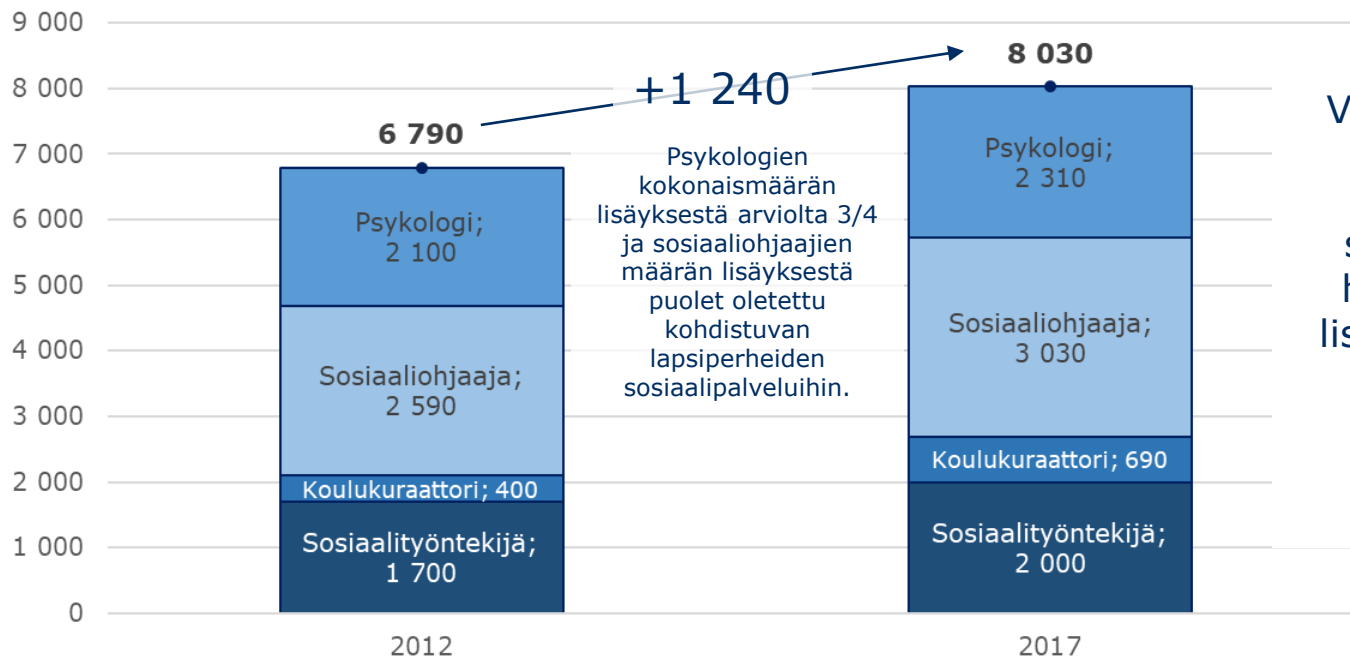 9 000
8 000
7 000
6 000
5 000
4 000
3 000
2 000
1 000
0
6 790
Psykologi;
2 100
Sosiaaliohjaaja;
2 590
Koulukuraattori; 400
Sosiaalityöntekijä;
1 700
2012
+1 240
Psykologien
kokonaismäärän
lisäyksestä arviolta 3/4
ja sosiaaliohjaajien
määrän lisäyksestä
puolet oletettu
kohdistuvan
lapsiperheiden
sosiaalipalveluihin.
8 030
Psykologi;
2 310
Sosiaaliohjaaja;
3 030
Koulukuraattori; 690
Sosiaalityöntekijä;
2 000
2017